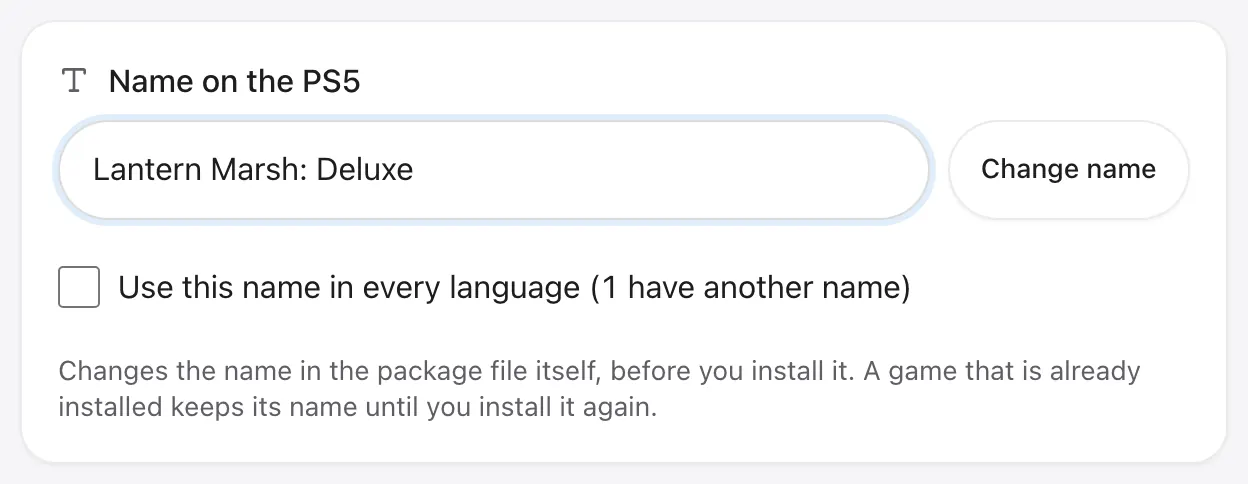 Name on the PS5
Lantern Marsh: Deluxe
Change name
Use this name in every language (1 have another name)
Changes the name in the package file itself, before you install it. A game that is already
installed keeps its name until you install it again.